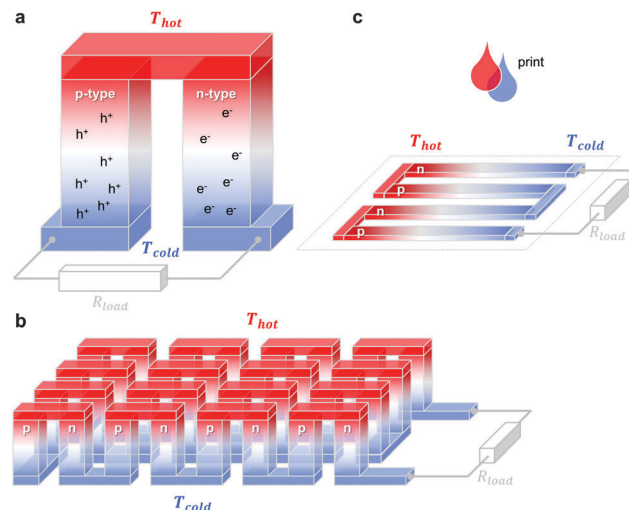 a
T_hot
p-type
n-type
h⁺
h⁺
h⁺
h⁺
h⁺
h⁺
h⁺
e⁻
e⁻
e⁻
e⁻
e⁻
e⁻
e⁻
T_cold
R_load
c
print
T_hot
T_cold
n
p
n
p
R_load
b
T_hot
p n p n p n p n
R_load
T_cold